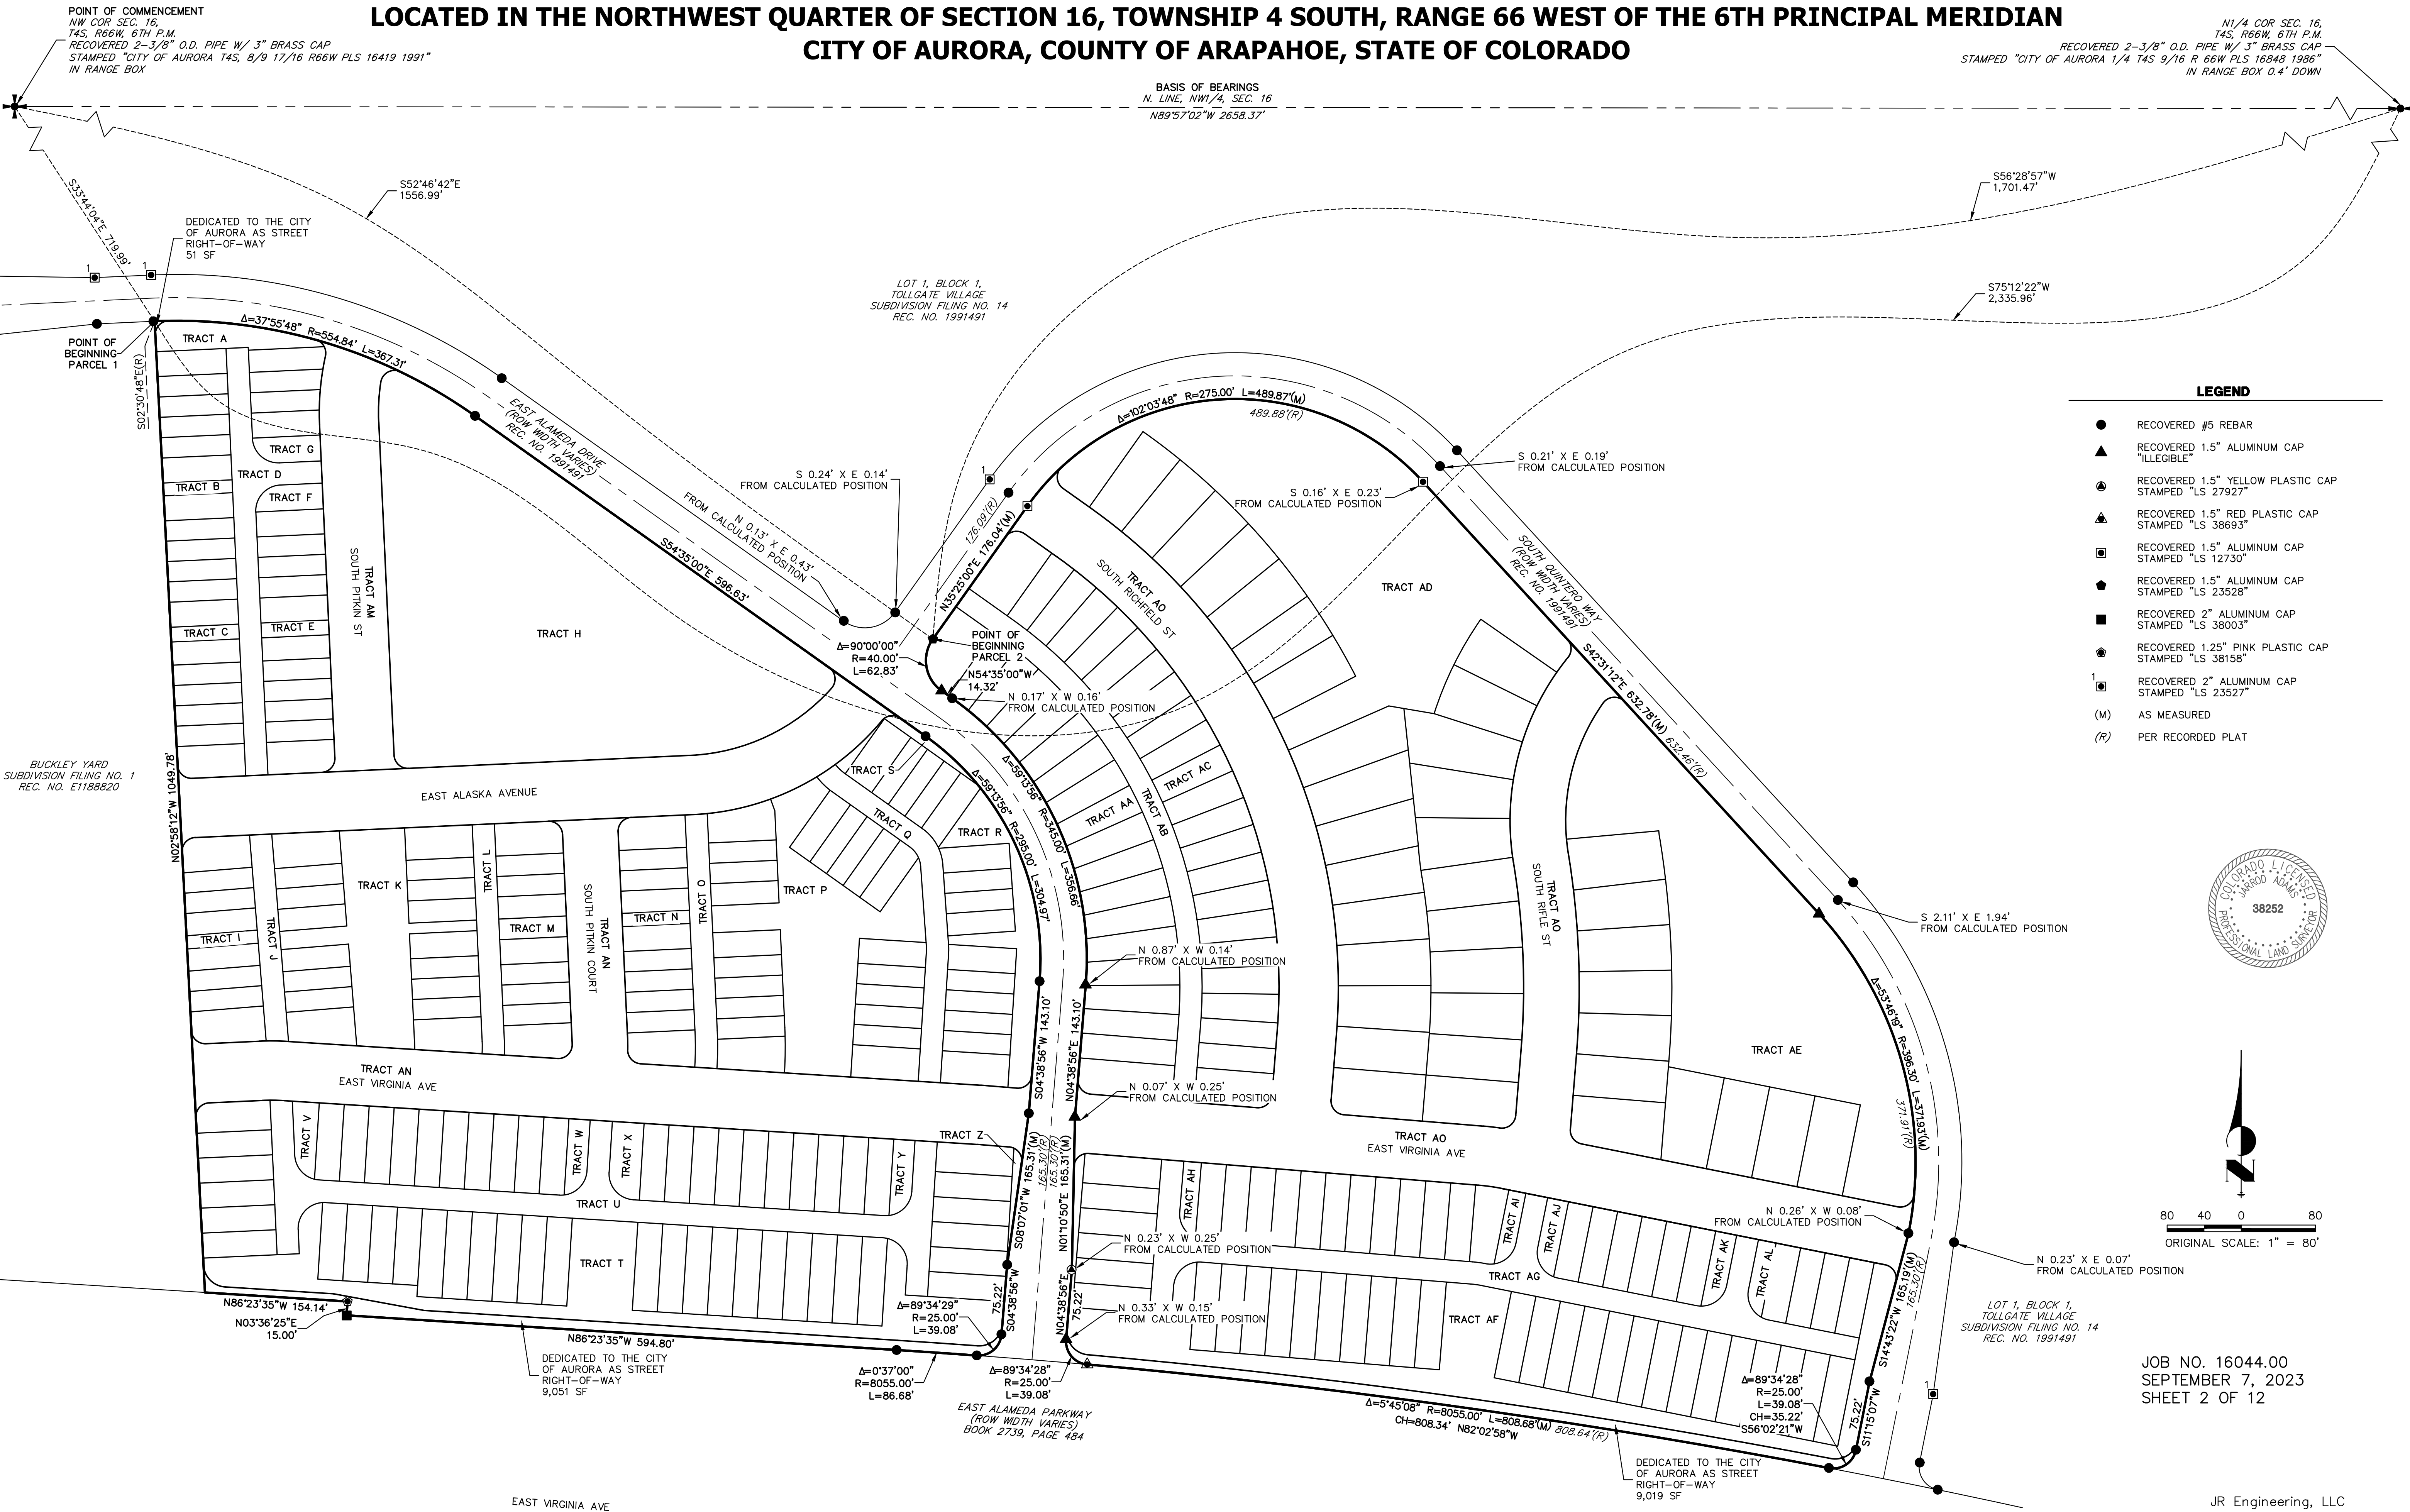 LOCATED IN THE NORTHWEST QUARTER OF SECTION 16, TOWNSHIP 4 SOUTH, RANGE 66 WEST OF THE 6TH PRINCIPAL MERIDIAN
CITY OF AURORA, COUNTY OF ARAPAHOE, STATE OF COLORADO
POINT OF COMMENCEMENT
NW COR SEC. 16,
T4S, R66W, 6TH P.M.
RECOVERED 2-3/8" O.D. PIPE W/ 3" BRASS CAP
STAMPED "CITY OF AURORA T4S, 8/9 17/16 R66W PLS 16419 1991"
IN RANGE BOX
N1/4 COR SEC. 16,
T4S, R66W, 6TH P.M.
RECOVERED 2-3/8" O.D. PIPE W/ 3" BRASS CAP
STAMPED "CITY OF AURORA 1/4 T4S 9/16 R 66W PLS 16848 1986"
IN RANGE BOX 0.4' DOWN
BASIS OF BEARINGS
N. LINE, NW1/4, SEC. 16
N89°57'02"W 2658.37'
S33°44'04"E 719.99'
S52°46'42"E
1556.99'
S56°28'57"W
1,701.47'
S75°12'22"W
2,335.96'
DEDICATED TO THE CITY
OF AURORA AS STREET
RIGHT-OF-WAY
51 SF
1
1
LOT 1, BLOCK 1,
TOLLGATE VILLAGE
SUBDIVISION FILING NO. 14
REC. NO. 1991491
POINT OF
BEGINNING
PARCEL 1
S02°30'48"E(R)
Δ=37°55'48" R=554.84' L=367.31'
TRACT A
TRACT G
TRACT D
TRACT B
TRACT F
TRACT C
TRACT E
TRACT AM
SOUTH PITKIN ST
TRACT H
EAST ALAMEDA DRIVE
(ROW WIDTH VARIES)
REC. NO. 1991491
S54°35'00"E 596.63'
N 0.13' X E 0.43'
FROM CALCULATED POSITION
S 0.24' X E 0.14'
FROM CALCULATED POSITION
1
176.09'(R)
N35°25'00"E 176.04'(M)
Δ=102°03'48" R=275.00' L=489.87'(M)
489.88'(R)
S 0.21' X E 0.19'
FROM CALCULATED POSITION
S 0.16' X E 0.23'
FROM CALCULATED POSITION
Δ=90°00'00"
R=40.00'
L=62.83'
POINT OF
BEGINNING
PARCEL 2
N54°35'00"W
14.32'
N 0.17' X W 0.16'
FROM CALCULATED POSITION
TRACT AO
SOUTH RICHFIELD ST
TRACT AD
SOUTH QUINTERO WAY
(ROW WIDTH VARIES)
REC. NO. 1991491
S42°31'12"E 632.78'(M) 632.46'(R)
LEGEND
RECOVERED #5 REBAR
RECOVERED 1.5" ALUMINUM CAP
"ILLEGIBLE"
RECOVERED 1.5" YELLOW PLASTIC CAP
STAMPED "LS 27927"
RECOVERED 1.5" RED PLASTIC CAP
STAMPED "LS 38693"
RECOVERED 1.5" ALUMINUM CAP
STAMPED "LS 12730"
RECOVERED 1.5" ALUMINUM CAP
STAMPED "LS 23528"
RECOVERED 2" ALUMINUM CAP
STAMPED "LS 38003"
RECOVERED 1.25" PINK PLASTIC CAP
STAMPED "LS 38158"
1
RECOVERED 2" ALUMINUM CAP
STAMPED "LS 23527"
(M) AS MEASURED
(R) PER RECORDED PLAT
BUCKLEY YARD
SUBDIVISION FILING NO. 1
REC. NO. E1188820
N02°58'12"W 1049.78'
EAST ALASKA AVENUE
TRACT S
TRACT Q
TRACT R
Δ=59°13'56" R=295.00' L=304.97'
Δ=59°13'56" R=345.00' L=356.66'
TRACT AA
TRACT AC
TRACT AB
TRACT I
TRACT J
TRACT K
TRACT L
TRACT M
TRACT AN
SOUTH PITKIN COURT
TRACT N
TRACT O
TRACT P
TRACT AO
SOUTH RIFLE ST
COLORADO LICENSED
JARROD ADAMS
38252
PROFESSIONAL LAND SURVEYOR
S 2.11' X E 1.94'
FROM CALCULATED POSITION
N 0.87' X W 0.14'
FROM CALCULATED POSITION
S04°38'56"W 143.10'
N04°38'56"E 143.10'
Δ=53°46'19" R=396.30' L=371.93'(M)
371.91'(R)
TRACT AE
TRACT AN
EAST VIRGINIA AVE
N 0.07' X W 0.25'
FROM CALCULATED POSITION
TRACT AO
EAST VIRGINIA AVE
TRACT V
TRACT W
TRACT X
TRACT Y
TRACT Z
TRACT U
TRACT T
S08°07'01"W 165.31'(M)
165.30'(R)
165.30'(R)
N01°10'50"E 165.31'(M)
TRACT AH
TRACT AI
TRACT AJ
TRACT AK
TRACT AL
TRACT AG
TRACT AF
N 0.23' X W 0.25'
FROM CALCULATED POSITION
N 0.26' X W 0.08'
FROM CALCULATED POSITION
N 0.23' X E 0.07'
FROM CALCULATED POSITION
80 40 0 80
ORIGINAL SCALE: 1" = 80'
N
S04°38'56"W
75.22'
N04°38'56"E
75.22'
N 0.33' X W 0.15'
FROM CALCULATED POSITION
S14°43'22"W 165.19'(M)
165.30'(R)
LOT 1, BLOCK 1,
TOLLGATE VILLAGE
SUBDIVISION FILING NO. 14
REC. NO. 1991491
N86°23'35"W 154.14'
N03°36'25"E
15.00'
N86°23'35"W 594.80'
DEDICATED TO THE CITY
OF AURORA AS STREET
RIGHT-OF-WAY
9,051 SF
Δ=89°34'29"
R=25.00'
L=39.08'
Δ=0°37'00"
R=8055.00'
L=86.68'
Δ=89°34'28"
R=25.00'
L=39.08'
EAST ALAMEDA PARKWAY
(ROW WIDTH VARIES)
BOOK 2739, PAGE 484
Δ=5°45'08" R=8055.00' L=808.68'(M) 808.64'(R)
CH=808.34' N82°02'58"W
Δ=89°34'28"
R=25.00'
L=39.08'
CH=35.22'
S56°02'21"W
75.22'
S11°15'07"W
1
DEDICATED TO THE CITY
OF AURORA AS STREET
RIGHT-OF-WAY
9,019 SF
JOB NO. 16044.00
SEPTEMBER 7, 2023
SHEET 2 OF 12
EAST VIRGINIA AVE
JR Engineering, LLC